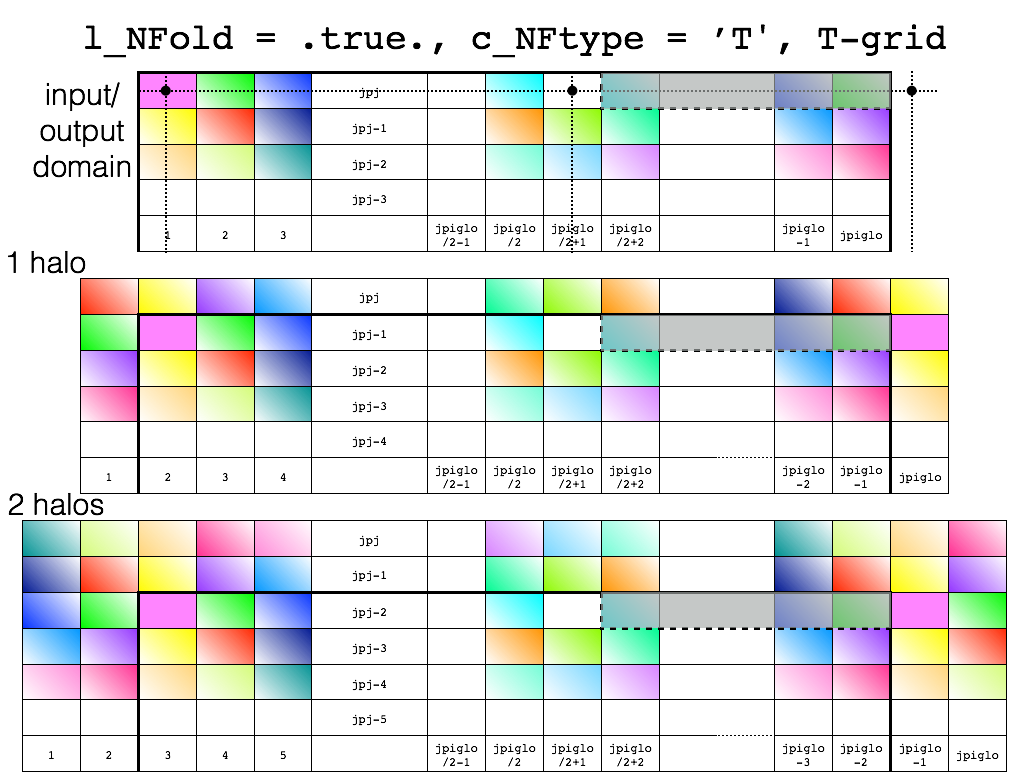 l_NFold = .true., c_NFtype = ’T', T-grid
input/
output
domain
jpj
jpj-1
jpj-2
jpj-3
1 2 3 jpiglo/2-1 jpiglo/2 jpiglo/2+1 jpiglo/2+2 jpiglo-1 jpiglo
1 halo
jpj
jpj-1
jpj-2
jpj-3
jpj-4
1 2 3 4 jpiglo/2-1 jpiglo/2 jpiglo/2+1 jpiglo/2+2 jpiglo-2 jpiglo-1 jpiglo
2 halos
jpj
jpj-1
jpj-2
jpj-3
jpj-4
jpj-5
1 2 3 4 5 jpiglo/2-1 jpiglo/2 jpiglo/2+1 jpiglo/2+2 jpiglo-3 jpiglo-2 jpiglo-1 jpiglo